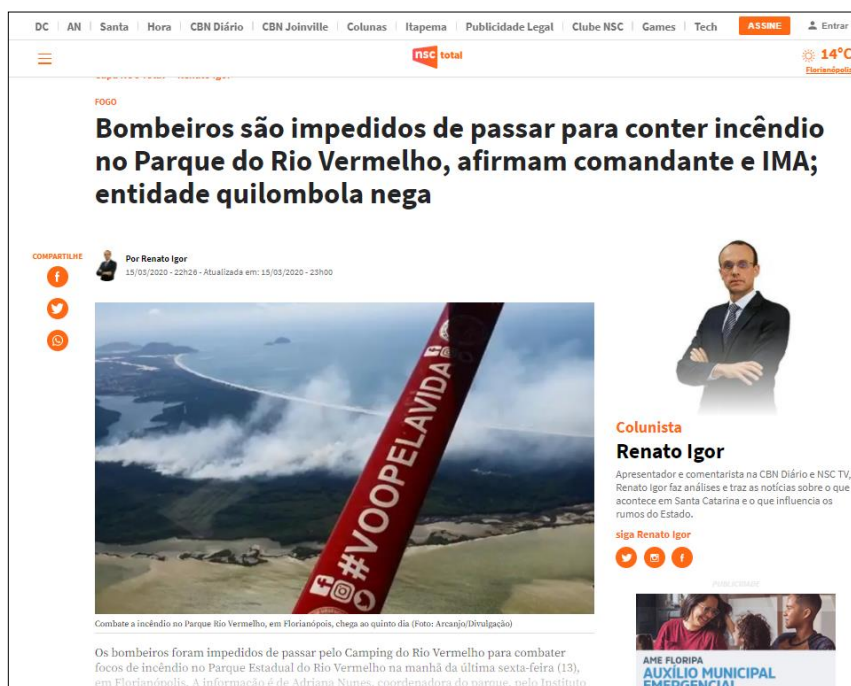 DC AN Santa Hora CBN Diário CBN Joinville Colunas Itapema Publicidade Legal Clube NSC Games Tech ASSINE Entrar
nsc total
14°C
Florianópolis
FOGO
Bombeiros são impedidos de passar para conter incêndio
no Parque do Rio Vermelho, afirmam comandante e IMA;
entidade quilombola nega
COMPARTILHE
Por Renato Igor
15/03/2020 - 22h26 - Atualizada em: 15/03/2020 - 23h00
#VOOPELAVIDA
Combate a incêndio no Parque Rio Vermelho, em Florianópois, chega ao quinto dia (Foto: Arcanjo/Divulgação)
Os bombeiros foram impedidos de passar pelo Camping do Rio Vermelho para combater
focos de incêndio no Parque Estadual do Rio Vermelho na manhã da última sexta-feira (13),
em Florianópolis. A informação é de Adriana Nunes, coordenadora do parque, pelo Instituto
Colunista
Renato Igor
Apresentador e comentarista na CBN Diário e NSC TV,
Renato Igor faz análises e traz as notícias sobre o que
acontece em Santa Catarina e o que influencia os
rumos do Estado.
siga Renato Igor
PUBLICIDADE
AME FLORIPA
AUXÍLIO MUNICIPAL
EMERGENCIAL